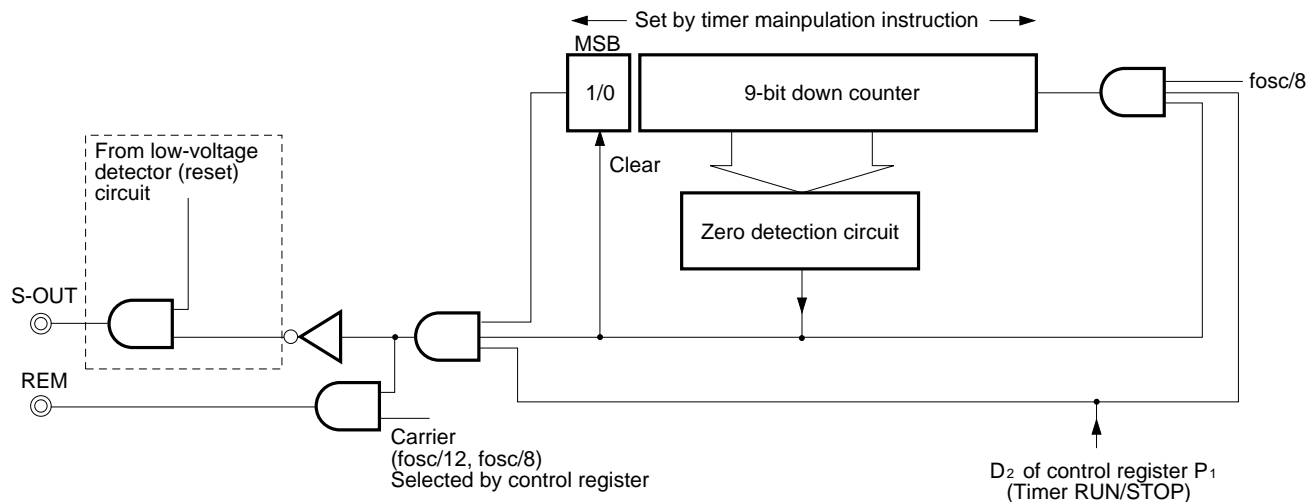 Set by timer mainpulation instruction
MSB
1/0
9-bit down counter
fosc/8
From low-voltage
detector (reset)
circuit
Clear
Zero detection circuit
S-OUT
REM
Carrier
(fosc/12, fosc/8)
Selected by control register
D₂ of control register P₁
(Timer RUN/STOP)